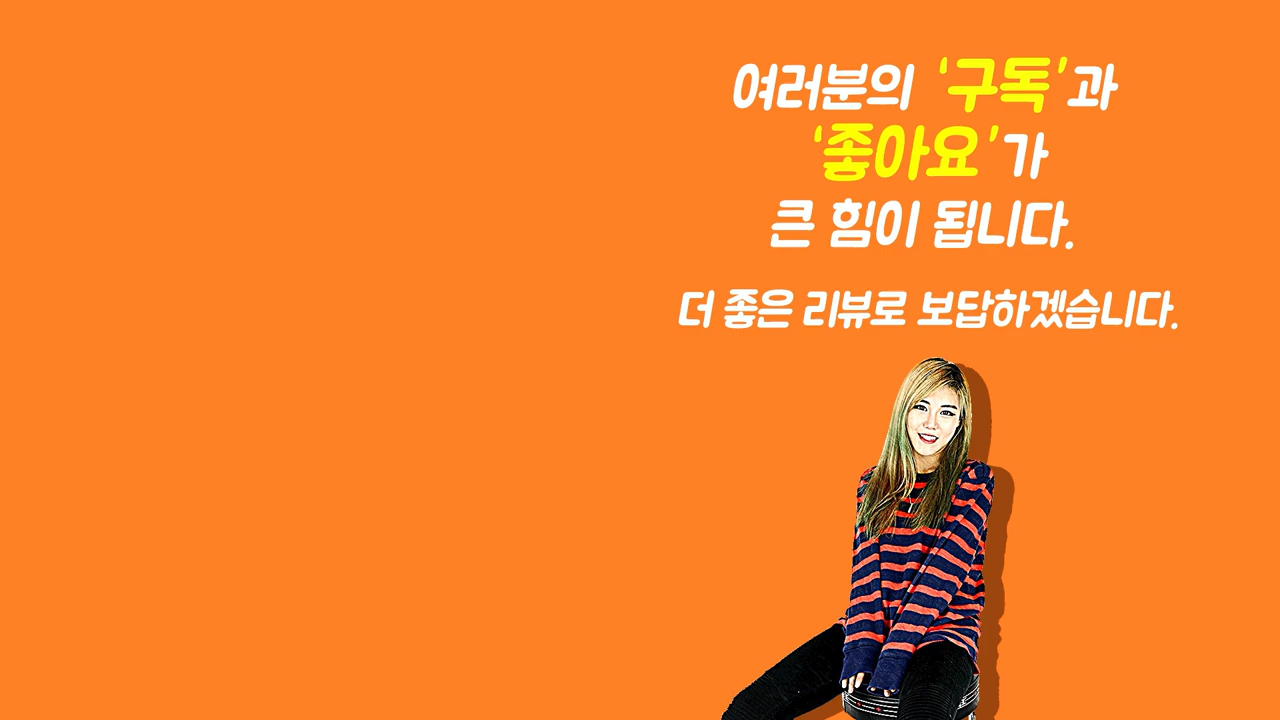 여러분의 '구독'과
'좋아요'가
큰 힘이 됩니다.
더 좋은 리뷰로 보답하겠습니다.